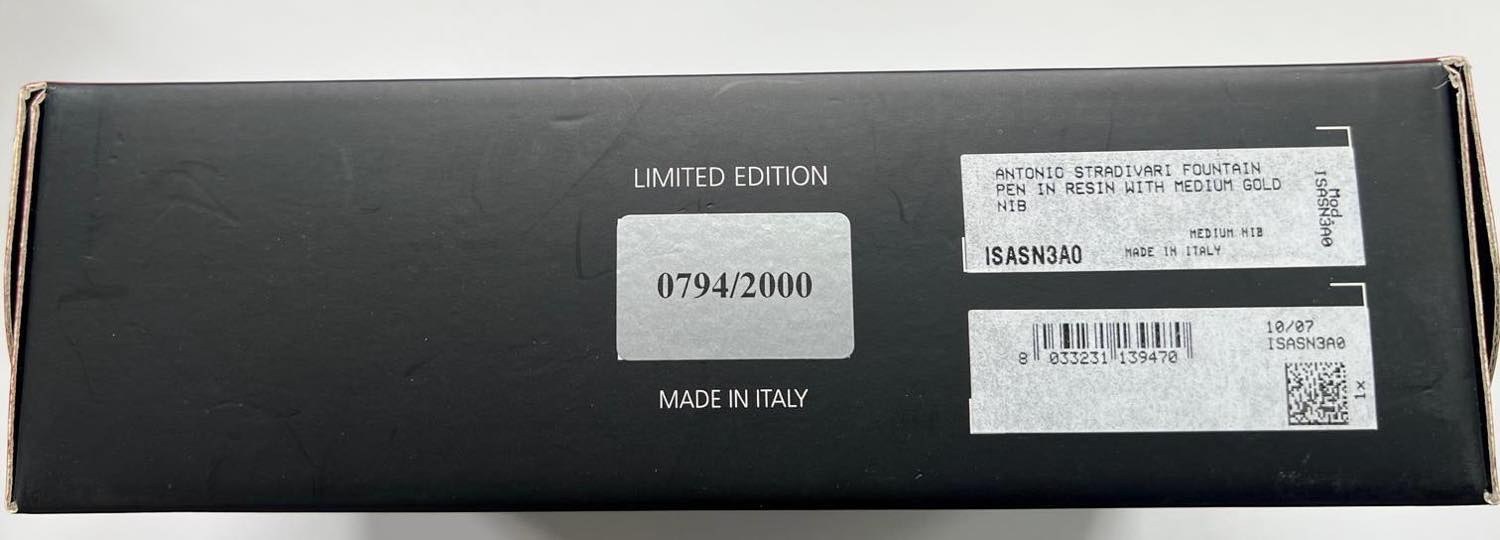 LIMITED EDITION
0794/2000
MADE IN ITALY
ANTONIO STRADIVARI FOUNTAIN
PEN IN RESIN WITH MEDIUM GOLD
NIB
MEDIUM NIB
ISASN3A0
MADE IN ITALY
Mod.
ISASN3A0
8 033231 139470
10/07
ISASN3A0
1x